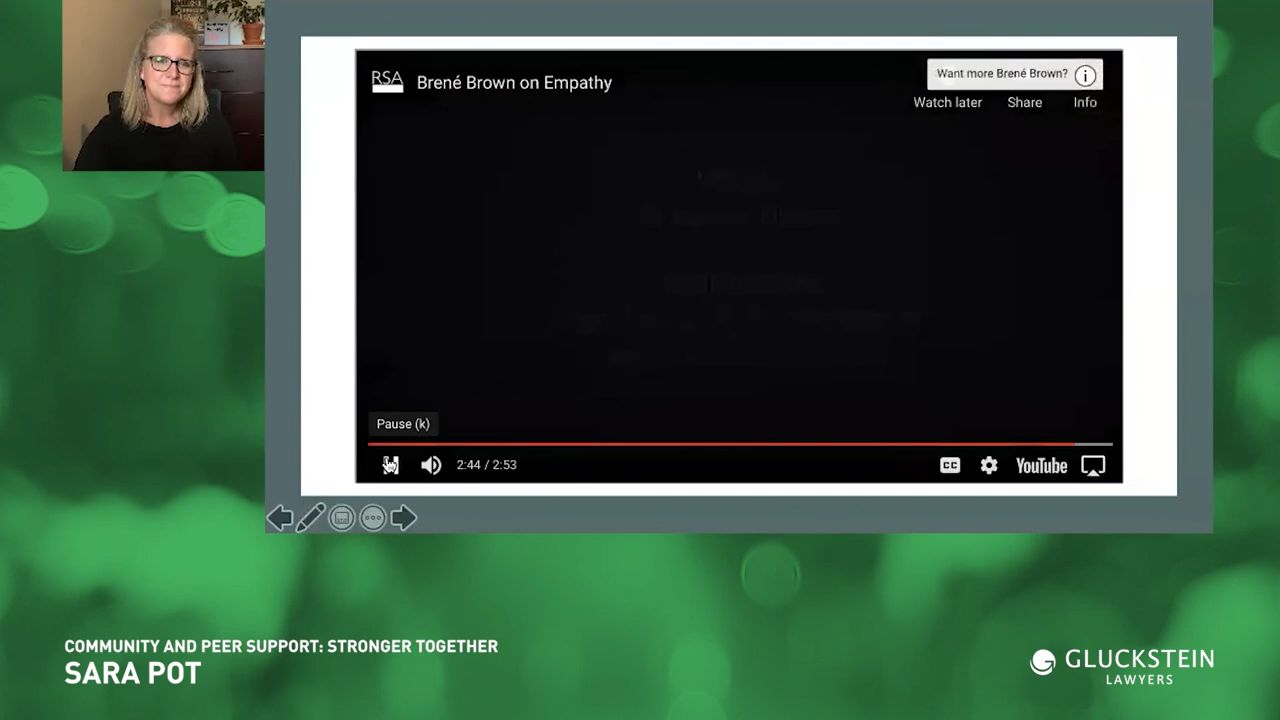 RSA
Brené Brown on Empathy
Want more Brené Brown?
Watch later Share Info
Pause (k)
2:44 / 2:53
CC
YouTube
COMMUNITY AND PEER SUPPORT: STRONGER TOGETHER
SARA POT
GLUCKSTEIN
LAWYERS